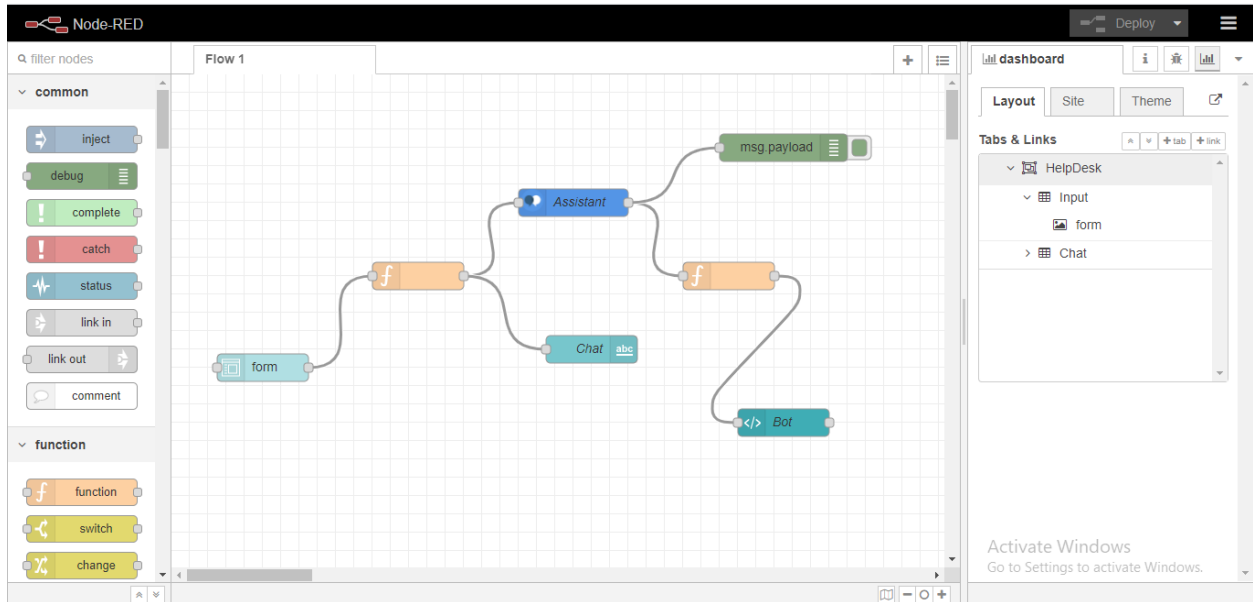 Node-RED
Deploy
filter nodes
Flow 1
dashboard
i
common
Layout
Site
Theme
inject
Tabs & Links
tab
link
msg.payload
debug
HelpDesk
Assistant
Input
complete
form
catch
Chat
status
f
f
link in
Chat
abc
link out
form
comment
</> Bot
function
f
function
switch
Activate Windows
change
Go to Settings to activate Windows.